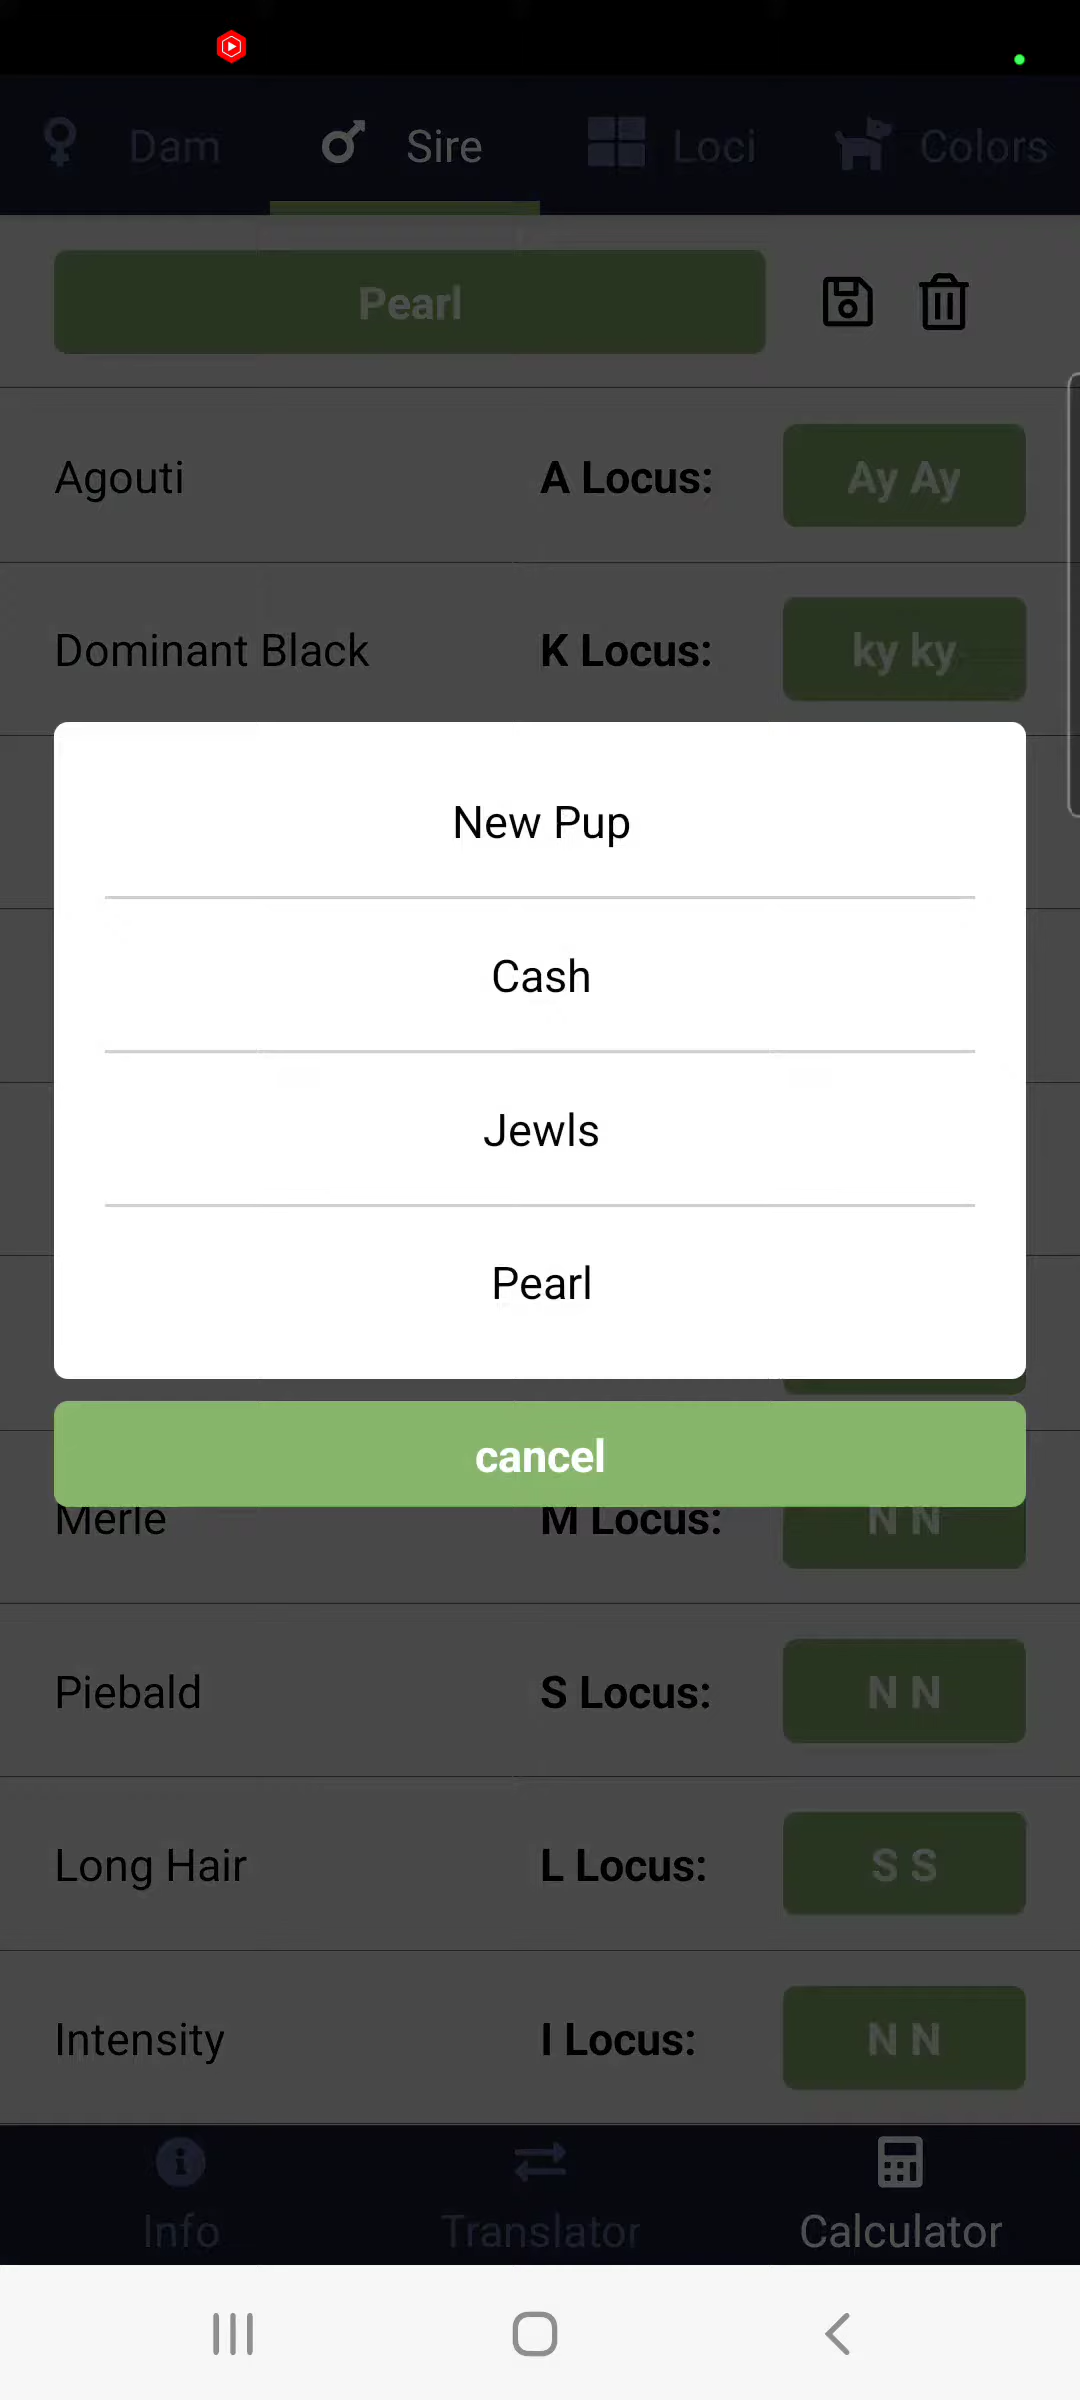 Dam Sire Loci Colors
Pearl
Agouti A Locus: Ay Ay
Dominant Black K Locus: ky ky
New Pup
Cash
Jewls
Pearl
cancel
Merle M Locus: N N
Piebald S Locus: N N
Long Hair L Locus: S S
Intensity I Locus: N N
Info Translator Calculator